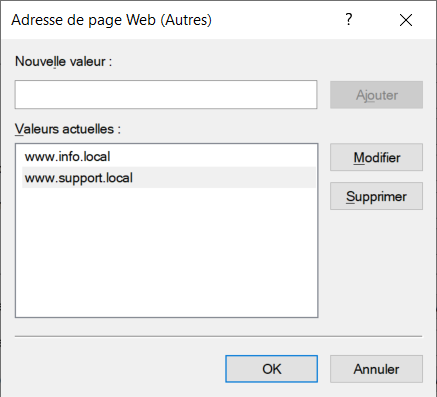 Adresse de page Web (Autres)
?
Nouvelle valeur :
Ajouter
Valeurs actuelles :
www.info.local
Modifier
www.support.local
Supprimer
OK
Annuler